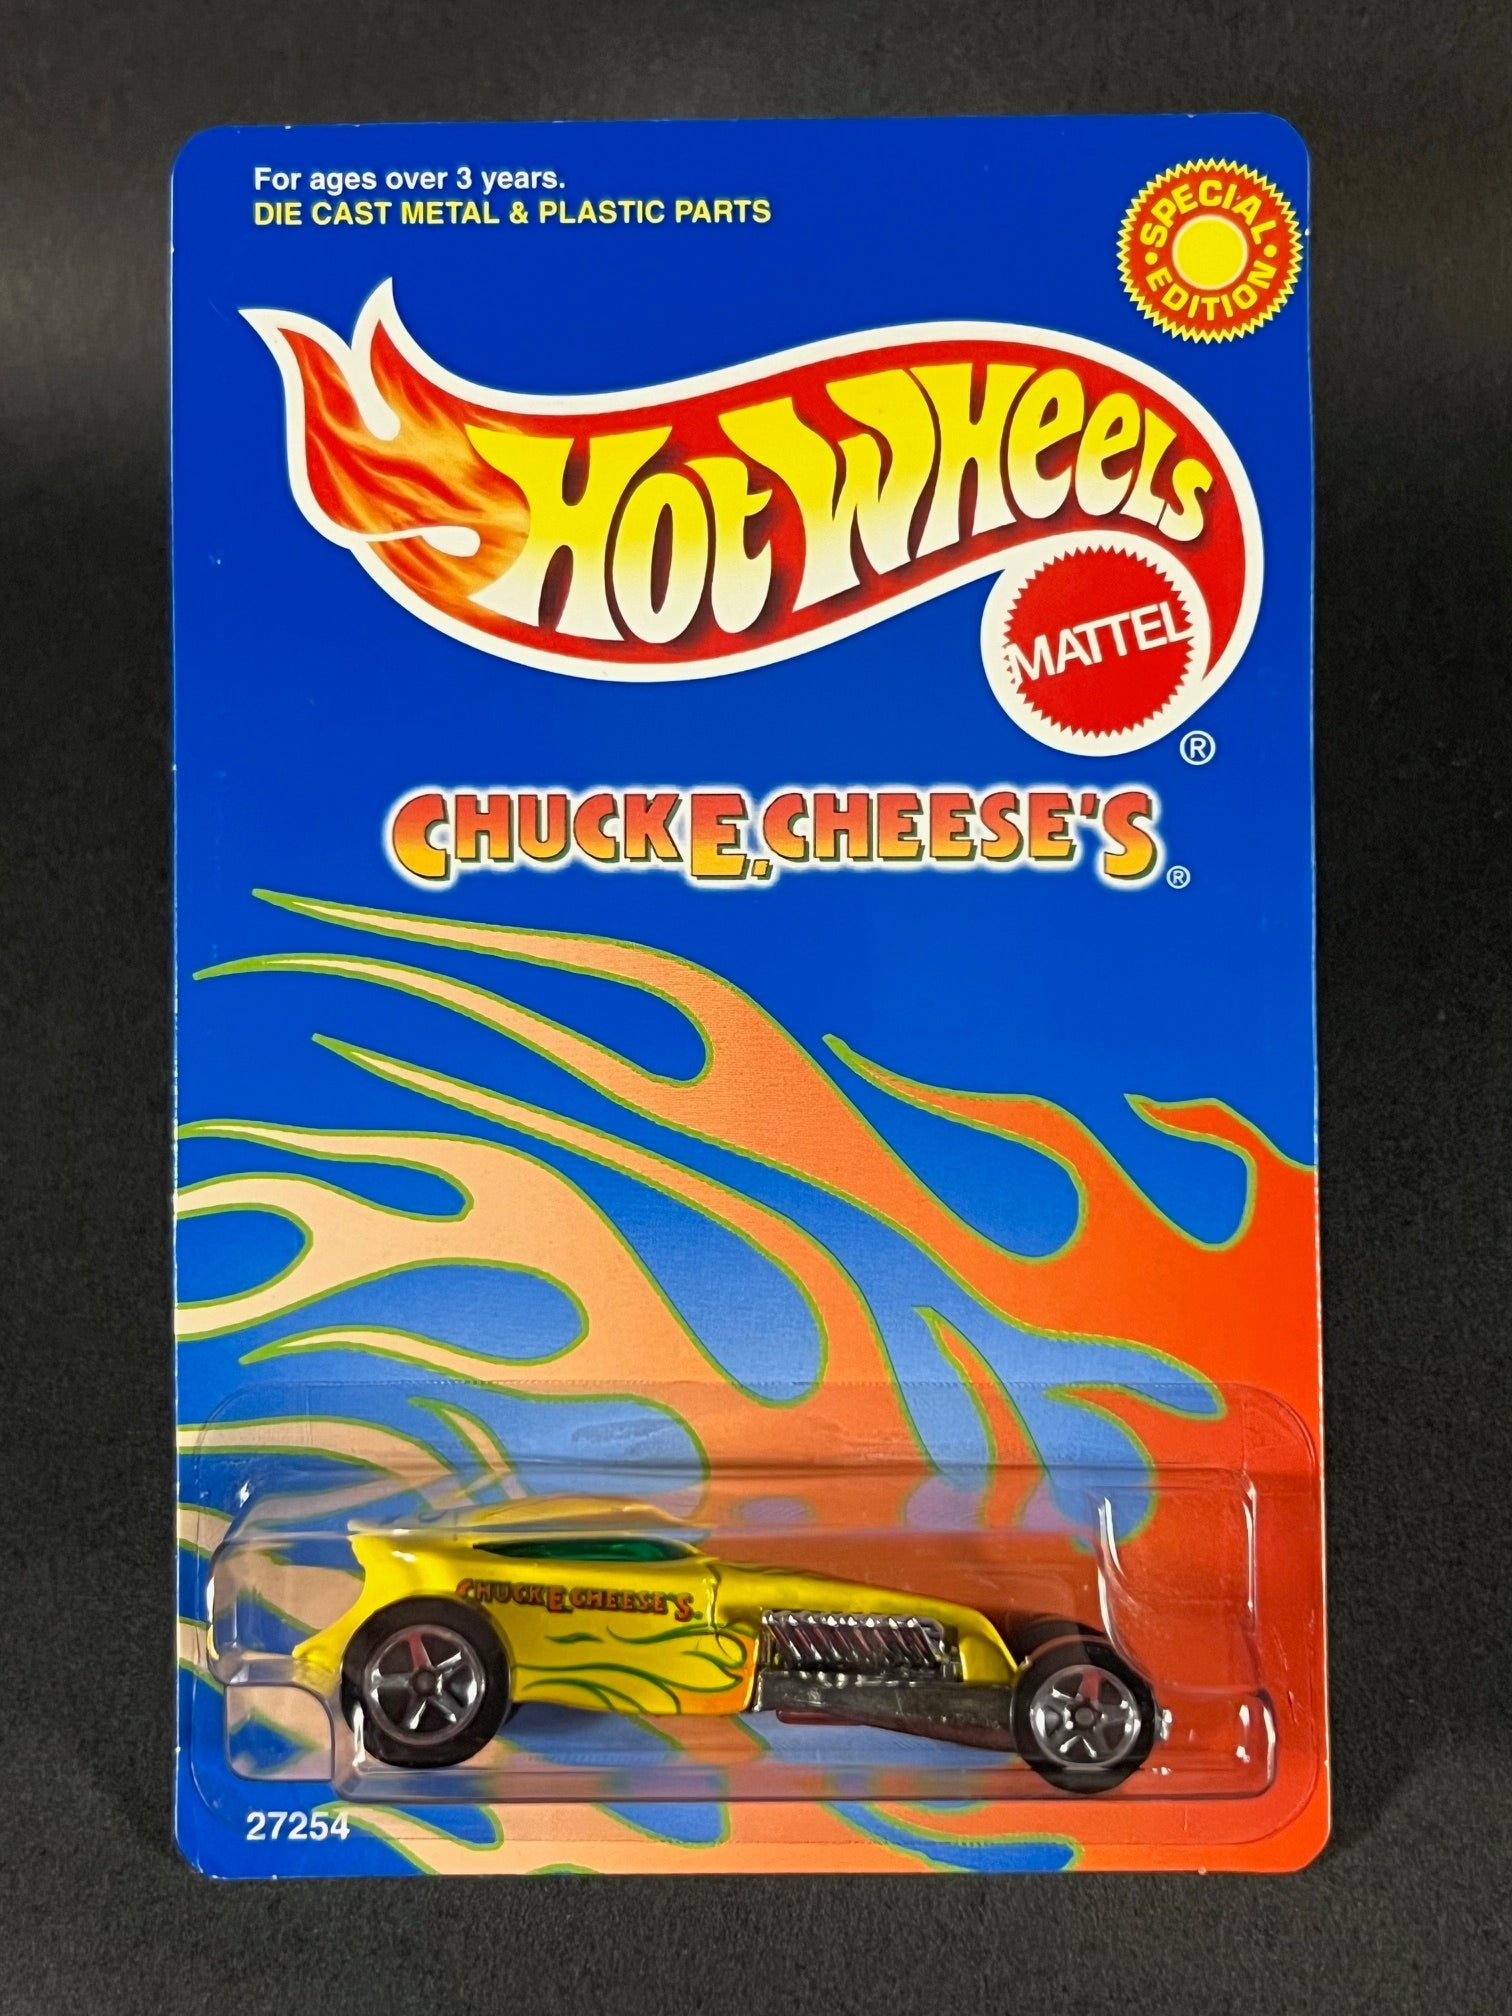 For ages over 3 years.
DIE CAST METAL & PLASTIC PARTS
• SPECIAL •
EDITION
HOT WHEELS
MATTEL
®
CHUCK E. CHEESE'S
®
CHUCK E. CHEESE'S
27254